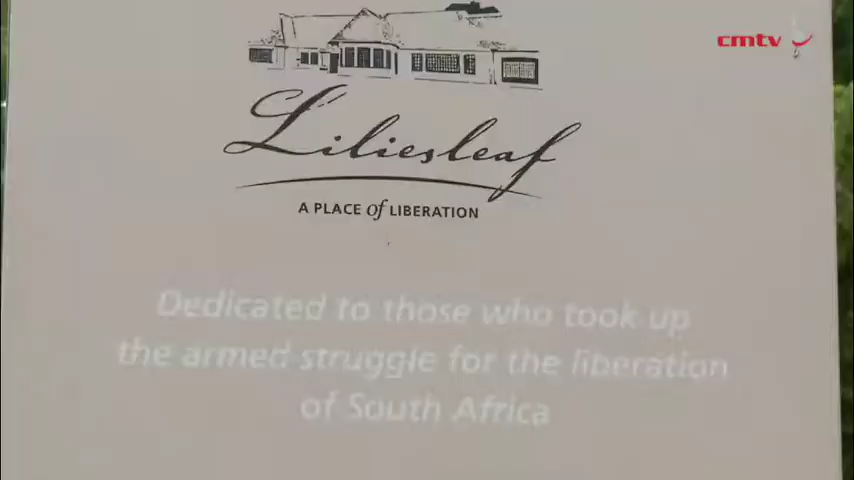 cmtv
Liliesleaf
A PLACE of LIBERATION
Dedicated to those who took up
the armed struggle for the liberation
of South Africa